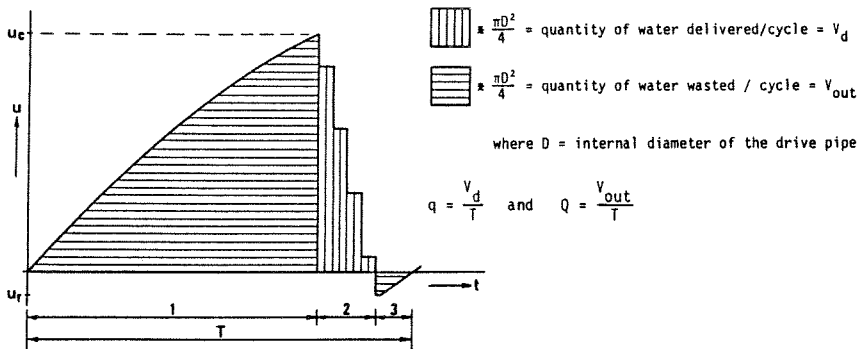 u_c
u
u_r
t
1
2
3
T
* πD²/4 = quantity of water delivered/cycle = V_d
* πD²/4 = quantity of water wasted / cycle = V_out
where D = internal diameter of the drive pipe
q = V_d/T and Q = V_out/T